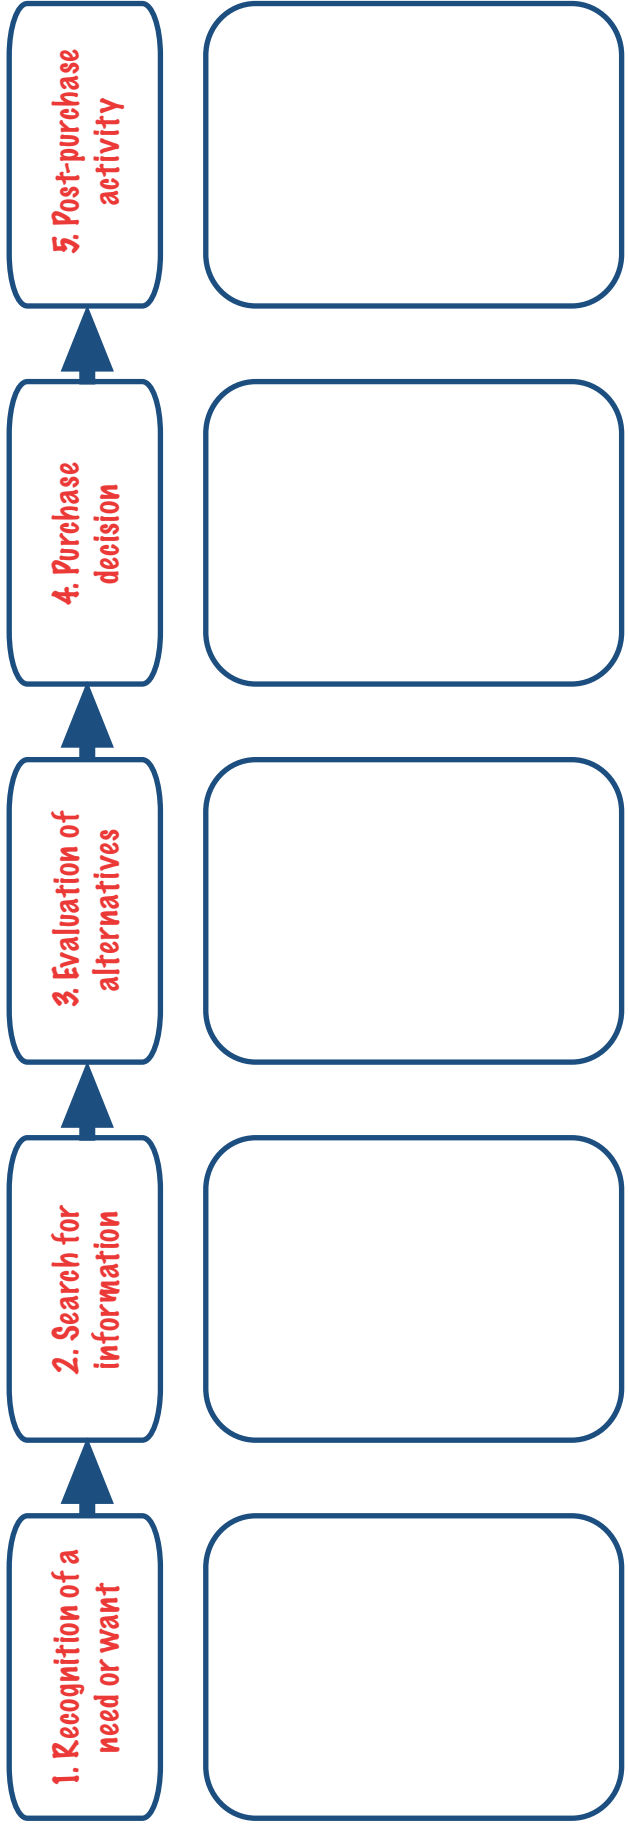 1. Recognition of a
need or want
2. Search for
information
3. Evaluation of
alternatives
4. Purchase
decision
5. Post-purchase
activity